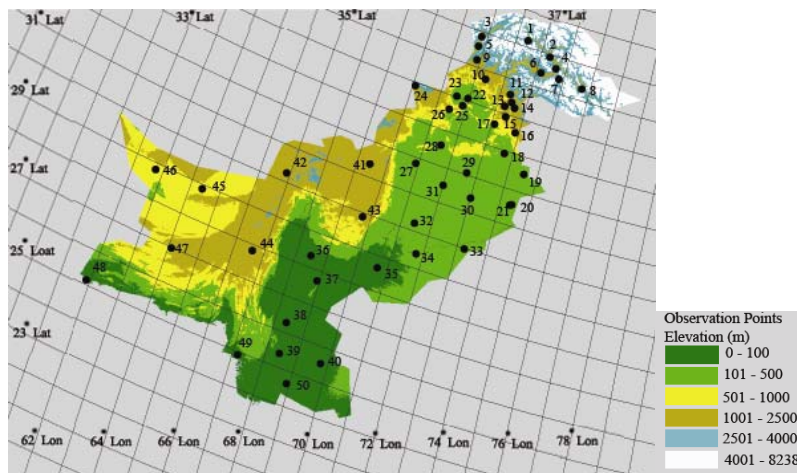 31° Lat
33° Lat
35° Lat
37° Lat
3
1
5
2
9
6
4
10
7
8
24
23
22
11
12
13
14
26
25
17
15
16
28
18
46
42
41
27
29
19
45
31
30
20
21
43
32
47
44
36
34
33
35
48
37
38
49
39
40
50
29° Lat
27° Lat
25° Loat
23° Lat
62° Lon
64° Lon
66° Lon
68° Lon
70° Lon
72° Lon
74° Lon
76° Lon
78° Lon
Observation Points
Elevation (m)
0 - 100
101 - 500
501 - 1000
1001 - 2500
2501 - 4000
4001 - 8238